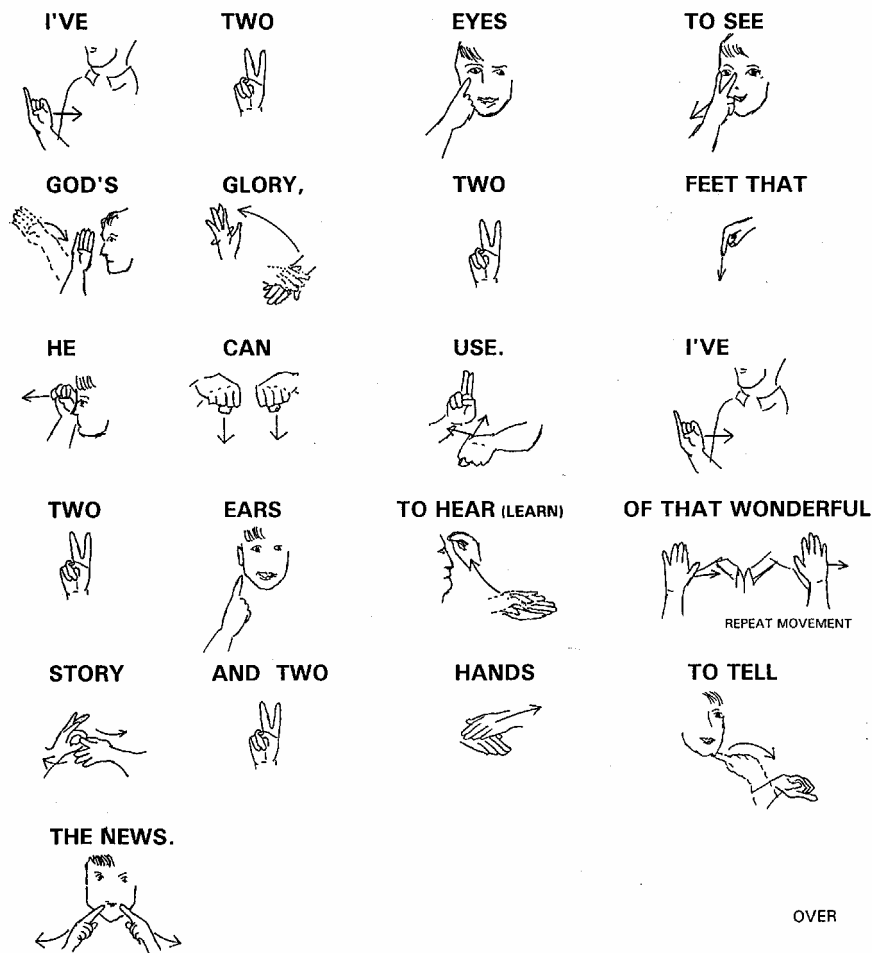 I'VE TWO EYES TO SEE
GOD'S GLORY, TWO FEET THAT
HE CAN USE. I'VE
TWO EARS TO HEAR (LEARN) OF THAT WONDERFUL
REPEAT MOVEMENT
STORY AND TWO HANDS TO TELL
THE NEWS.
OVER